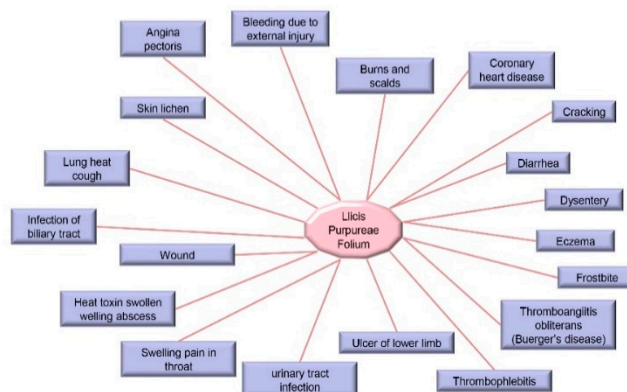 Bleeding due to
external injury
Angina
pectoris
Coronary
heart disease
Burns and
scalds
Skin lichen
Cracking
Lung heat
cough
Diarrhea
Dysentery
Infection of
biliary tract
Llicis
Purpureae
Folium
Wound
Eczema
Frostbite
Heat toxin swollen
welling abscess
Thromboangiitis
obliterans
(Buerger's disease)
Swelling pain in
throat
Ulcer of lower limb
urinary tract
infection
Thrombophlebitis